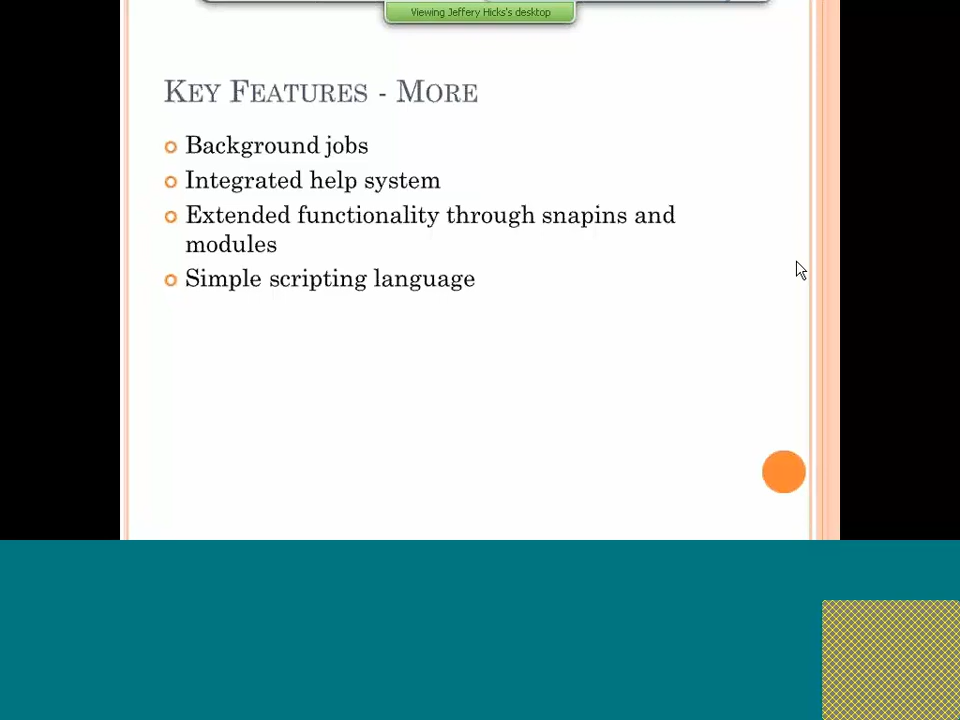 Viewing Jeffery Hicks's desktop
Key Features - More
Background jobs
Integrated help system
Extended functionality through snapins and
modules
Simple scripting language